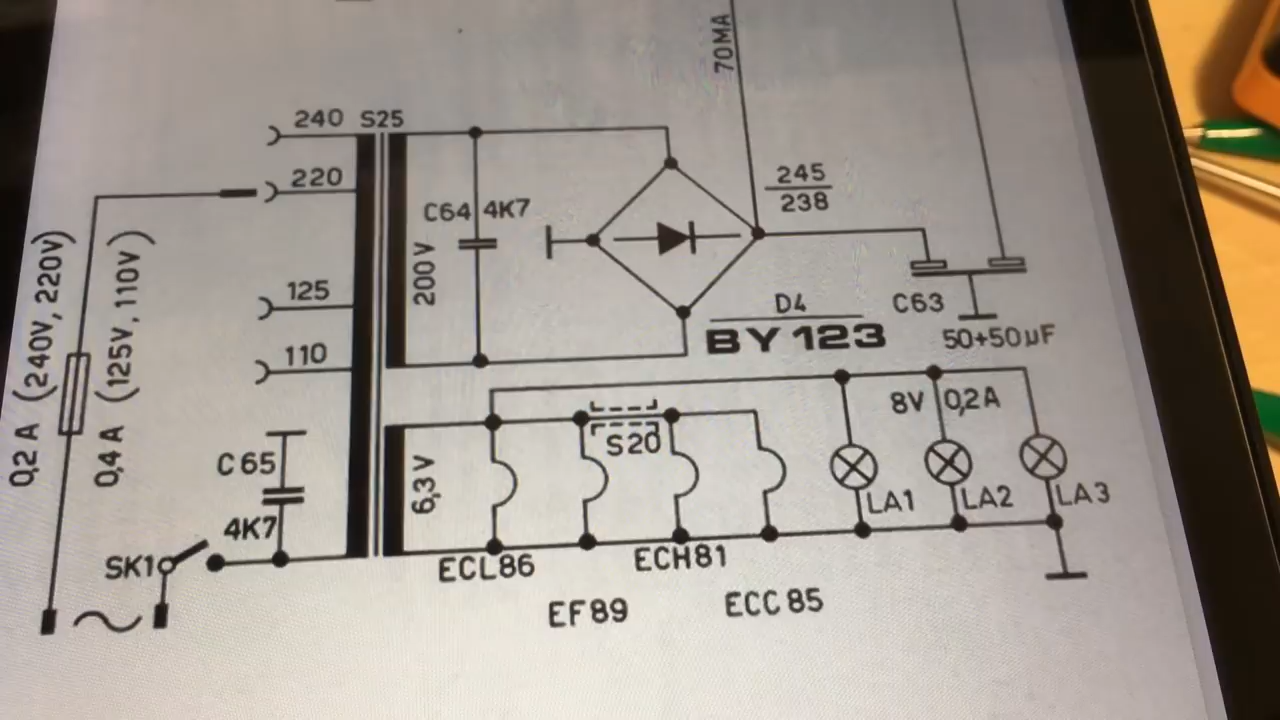 70MA
240 S25
220
245
238
C64 4K7
200V
125
D4
C63
BY 123
50+50µF
110
0,2 A (240V, 220V)
0,4 A (125V, 110V)
8V 0,2A
S20
C65
6,3V
LA1
LA2
LA3
4K7
SK1
ECL86
ECH81
EF89
ECC 85